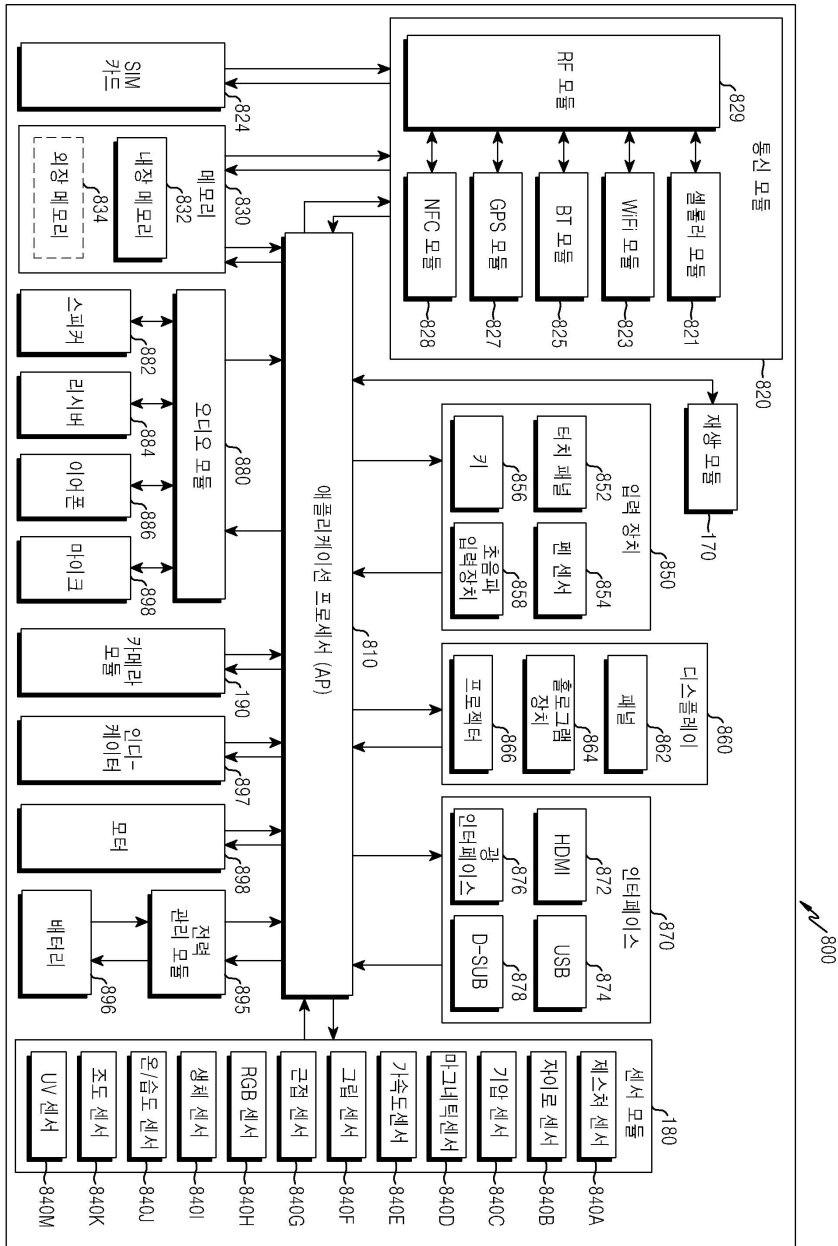 800
통신 모듈
820
RF 모듈
829
셀룰러 모듈
821
WiFi 모듈
823
BT 모듈
825
GPS 모듈
827
NFC 모듈
828
SIM
카드
824
메모리
830
내장 메모리
832
외장 메모리
834
재생 모듈
170
입력 장치
850
터치 패널
852
펜 센서
854
키
856
초음파
입력장치
858
디스플레이
860
패널
862
홀로그램
장치
864
프로젝터
866
인터페이스
870
HDMI
872
USB
874
광
인터페이스
876
D-SUB
878
애플리케이션 프로세서 (AP)
810
오디오 모듈
880
스피커
882
리시버
884
이어폰
886
마이크
898
카메라
모듈
190
인디-
케이터
897
모터
898
전력
관리 모듈
895
배터리
896
센서 모듈
180
제스쳐 센서
840A
자이로 센서
840B
기압 센서
840C
마그네틱센서
840D
가속도센서
840E
그립 센서
840F
근접 센서
840G
RGB 센서
840H
생체 센서
840I
온/습도 센서
840J
조도 센서
840K
UV 센서
840M